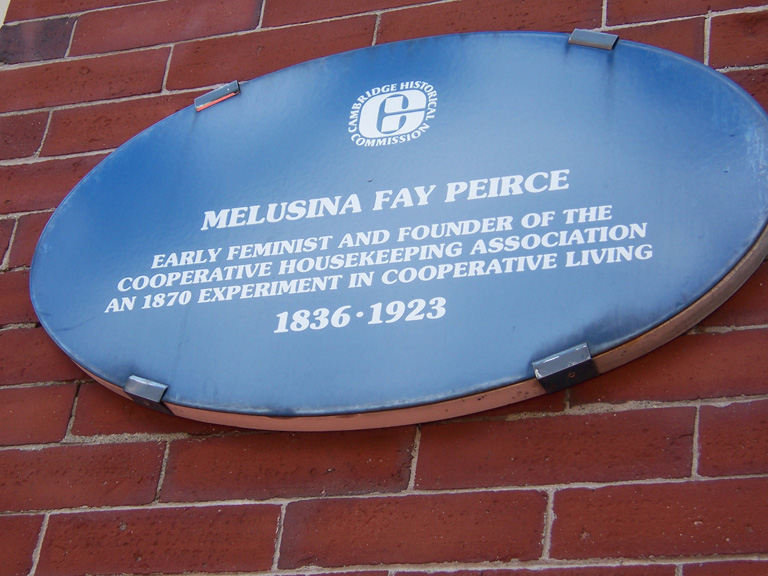 CAMBRIDGE HISTORICAL
COMMISSION
MELUSINA FAY PEIRCE
EARLY FEMINIST AND FOUNDER OF THE
COOPERATIVE HOUSEKEEPING ASSOCIATION
AN 1870 EXPERIMENT IN COOPERATIVE LIVING
1836 · 1923